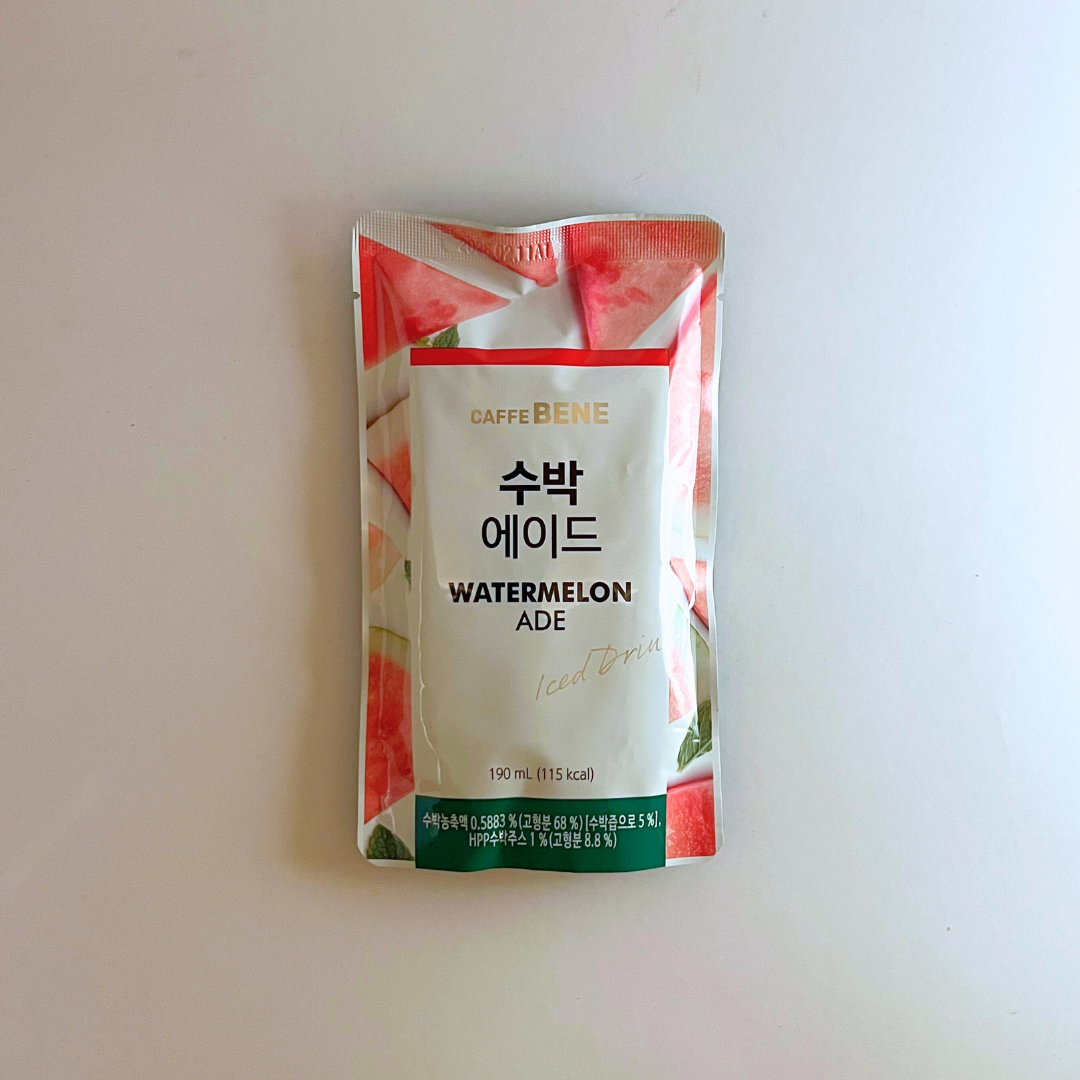 CAFFE BENE
수박
에이드
WATERMELON
ADE
Iced Drin
190 mL (115 kcal)
수박농축액 0.5883 % (고형분 68 %) [수박즙으로 5 %],
HPP수박주스 1 % (고형분 8.8 %)